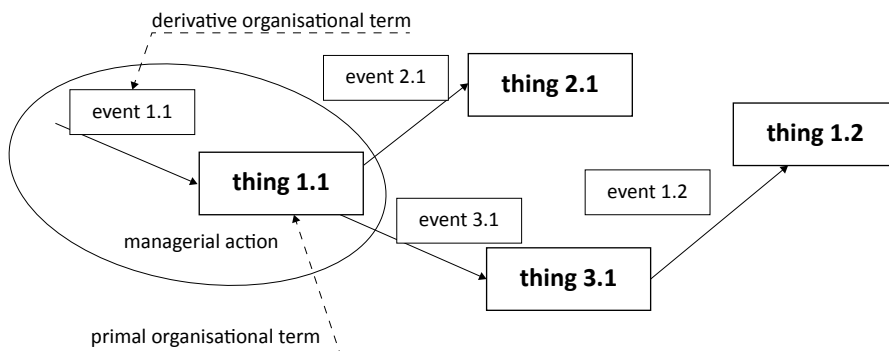 derivative organisational term
event 2.1
thing 2.1
event 1.1
thing 1.2
thing 1.1
event 1.2
event 3.1
managerial action
thing 3.1
primal organisational term